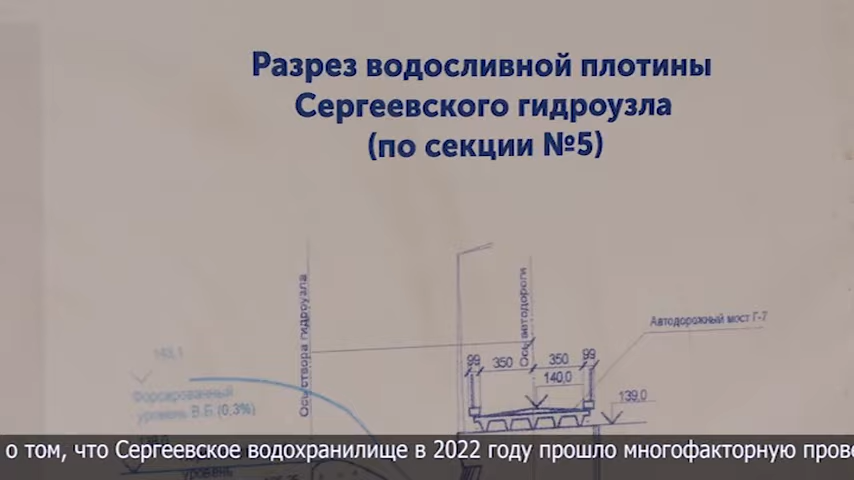 Разрез водосливной плотины
Сергеевского гидроузла
(по секции №5)
Ось створа гидроузла
Ось автодороги
Автодорожный мост Г-7
143,1
99 350 350 99
140,0
139,0
Форсированный
уровень В.Б (0,3%)
о том, что Сергеевское водохранилище в 2022 году прошло многофакторную
уровень